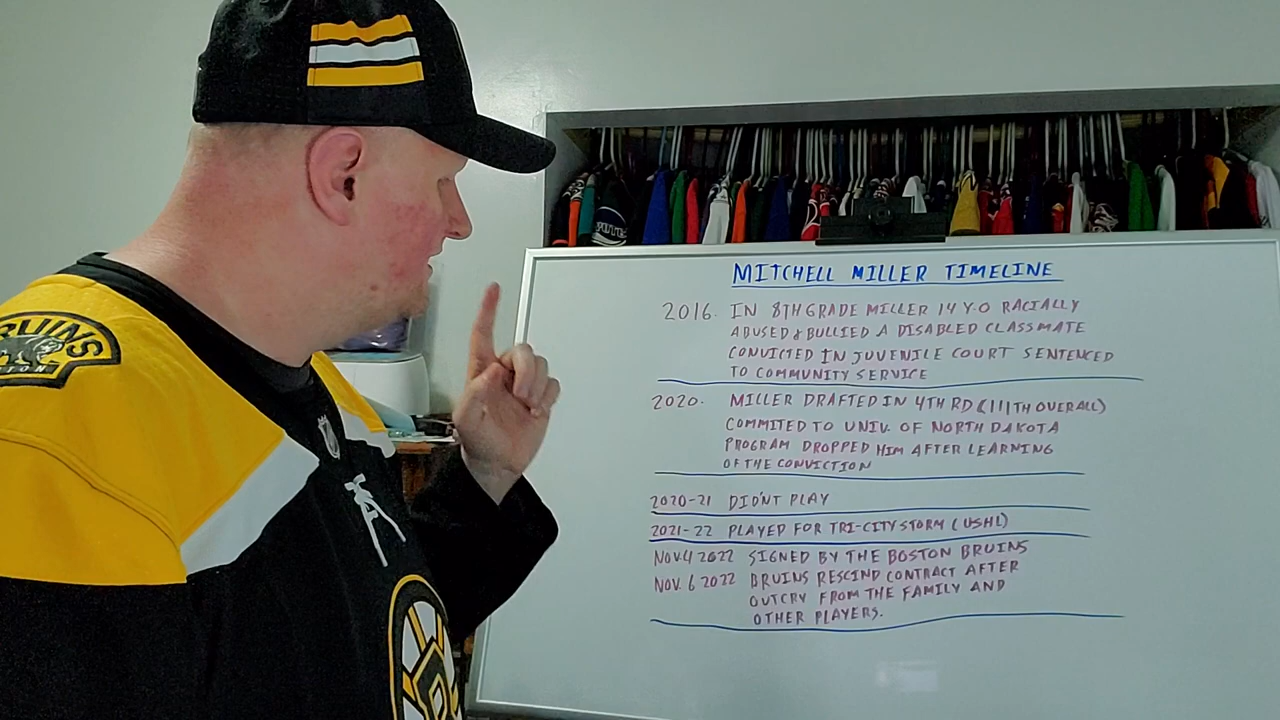 MITCHELL MILLER TIMELINE
2016. IN 8TH GRADE MILLER 14 Y.O RACIALLY
ABUSED & BULLIED A DISABLED CLASSMATE
CONVICTED IN JUVENILE COURT SENTENCED
TO COMMUNITY SERVICE
2020. MILLER DRAFTED IN 4TH RD (111TH OVERALL)
COMMITED TO UNIV. OF NORTH DAKOTA
PROGRAM DROPPED HIM AFTER LEARNING
OF THE CONVICTION
2020-21 DIDN'T PLAY
2021-22 PLAYED FOR TRI-CITY STORM (USHL)
NOV. 4 2022 SIGNED BY THE BOSTON BRUINS
NOV. 6 2022 BRUINS RESCIND CONTRACT AFTER
OUTCRY FROM THE FAMILY AND
OTHER PLAYERS.
BRUINS